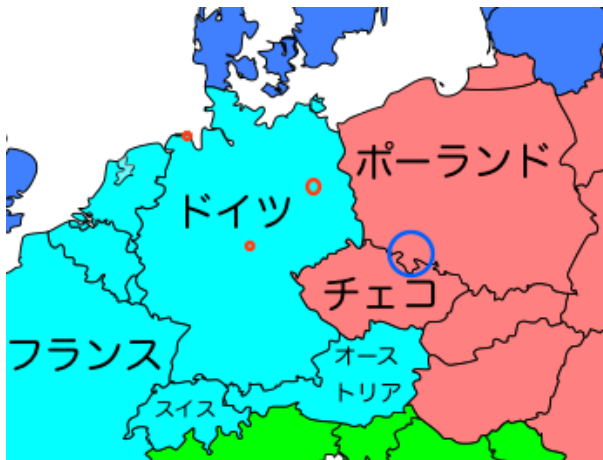 ポーランド
ドイツ
チェコ
フランス
オース
トリア
スイス